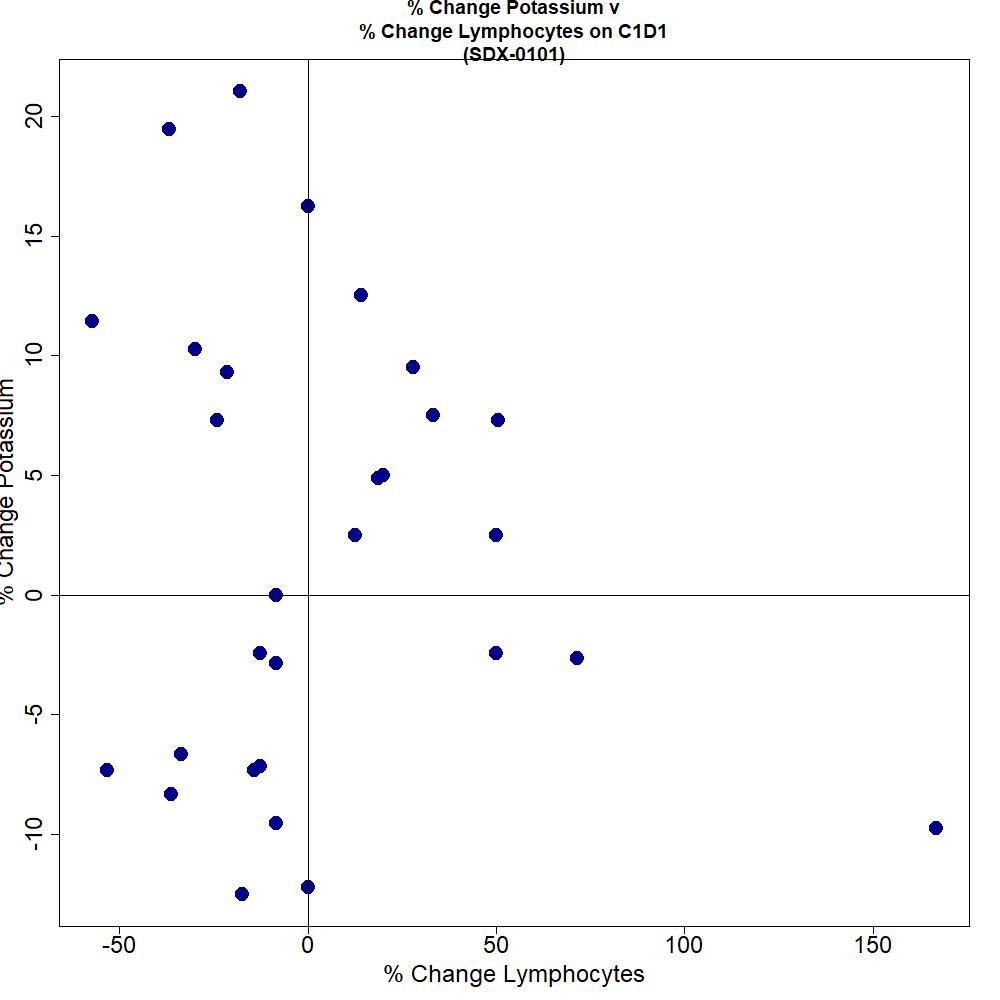 % Change Potassium v
% Change Lymphocytes on C1D1
(SDX-0101)
% Change Potassium
20
15
10
5
0
-5
-10
-50
0
50
100
150
% Change Lymphocytes